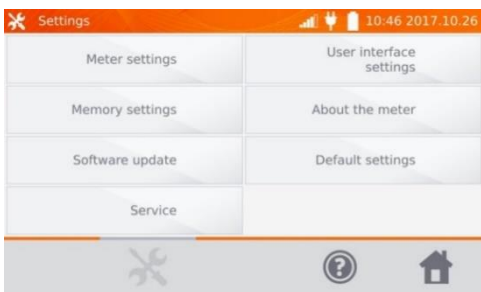 Settings
10:46 2017.10.26
Meter settings
User interface
settings
Memory settings
About the meter
Software update
Default settings
Service
?